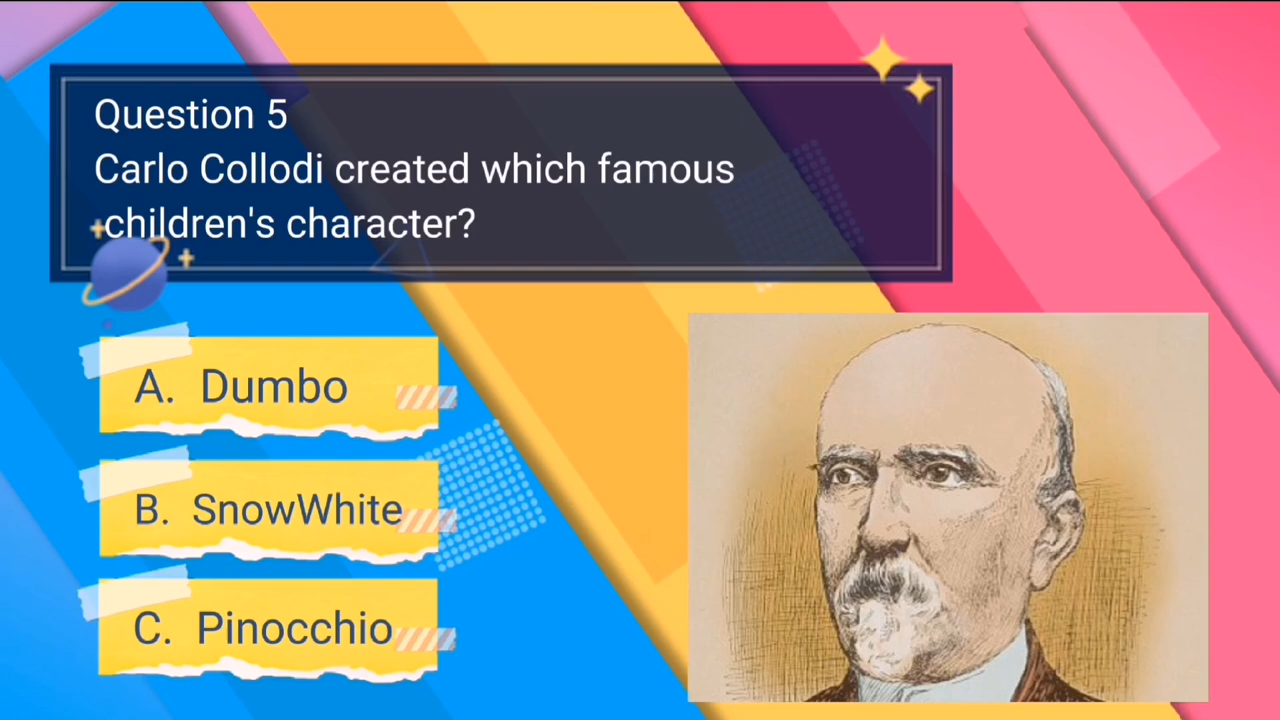 Question 5
Carlo Collodi created which famous
children's character?
A. Dumbo
B. SnowWhite
C. Pinocchio